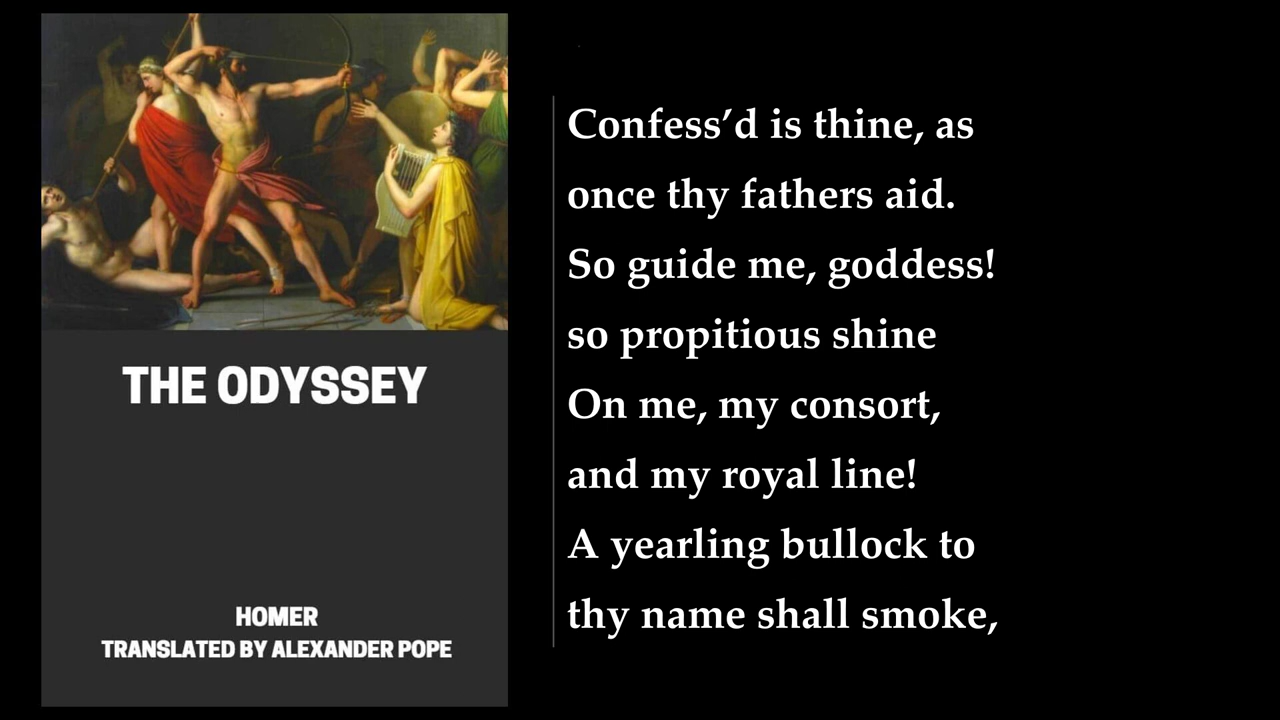 THE ODYSSEY
HOMER
TRANSLATED BY ALEXANDER POPE
Confess’d is thine, as
once thy fathers aid.
So guide me, goddess!
so propitious shine
On me, my consort,
and my royal line!
A yearling bullock to
thy name shall smoke,